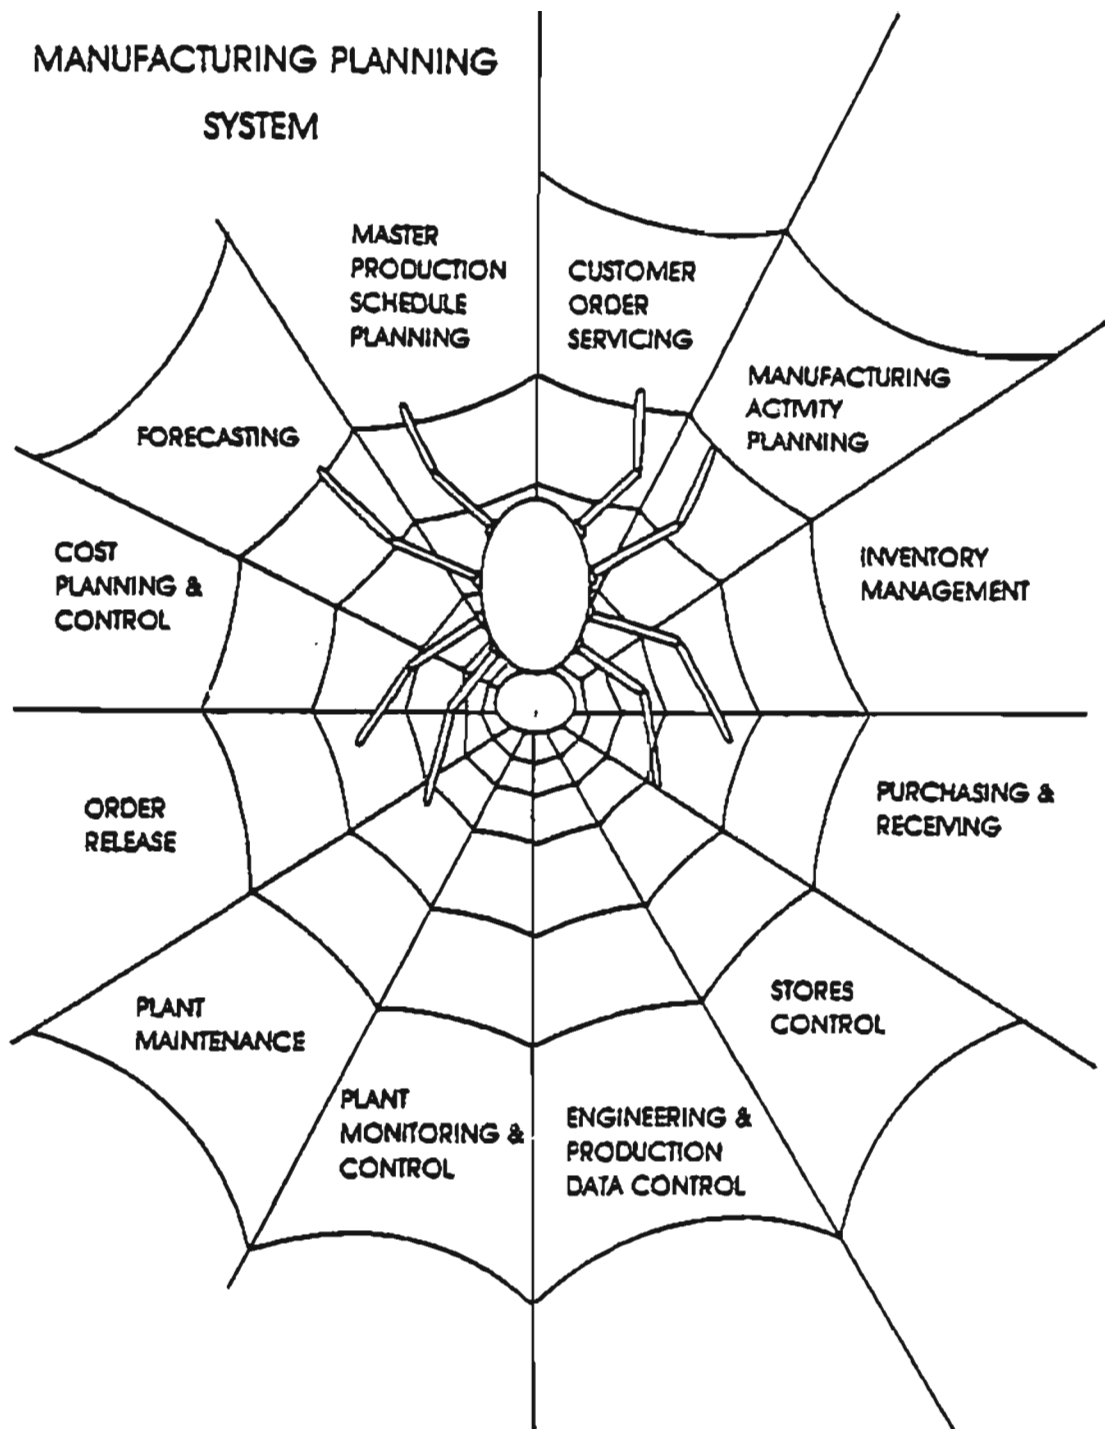 MANUFACTURING PLANNING
SYSTEM
MASTER
PRODUCTION
SCHEDULE
PLANNING
CUSTOMER
ORDER
SERVICING
MANUFACTURING
ACTIVITY
PLANNING
FORECASTING
COST
PLANNING &
CONTROL
INVENTORY
MANAGEMENT
ORDER
RELEASE
PURCHASING &
RECEIVING
PLANT
MAINTENANCE
STORES
CONTROL
PLANT
MONITORING &
CONTROL
ENGINEERING &
PRODUCTION
DATA CONTROL